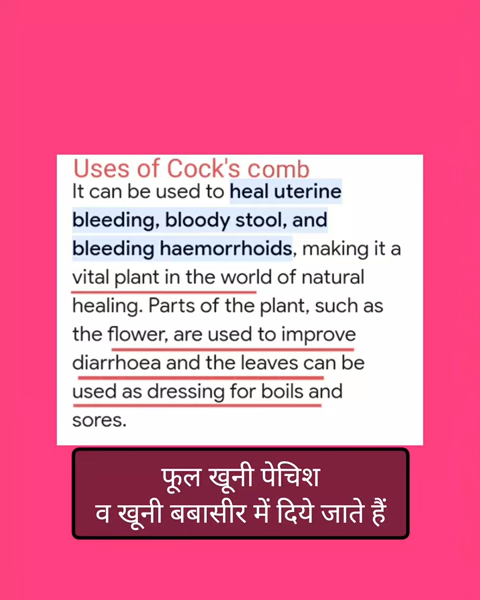 Uses of Cock's comb
It can be used to heal uterine
bleeding, bloody stool, and
bleeding haemorrhoids, making it a
vital plant in the world of natural
healing. Parts of the plant, such as
the flower, are used to improve
diarrhoea and the leaves can be
used as dressing for boils and
sores.
फूल खूनी पेचिश
व खूनी बबासीर में दिये जाते हैं